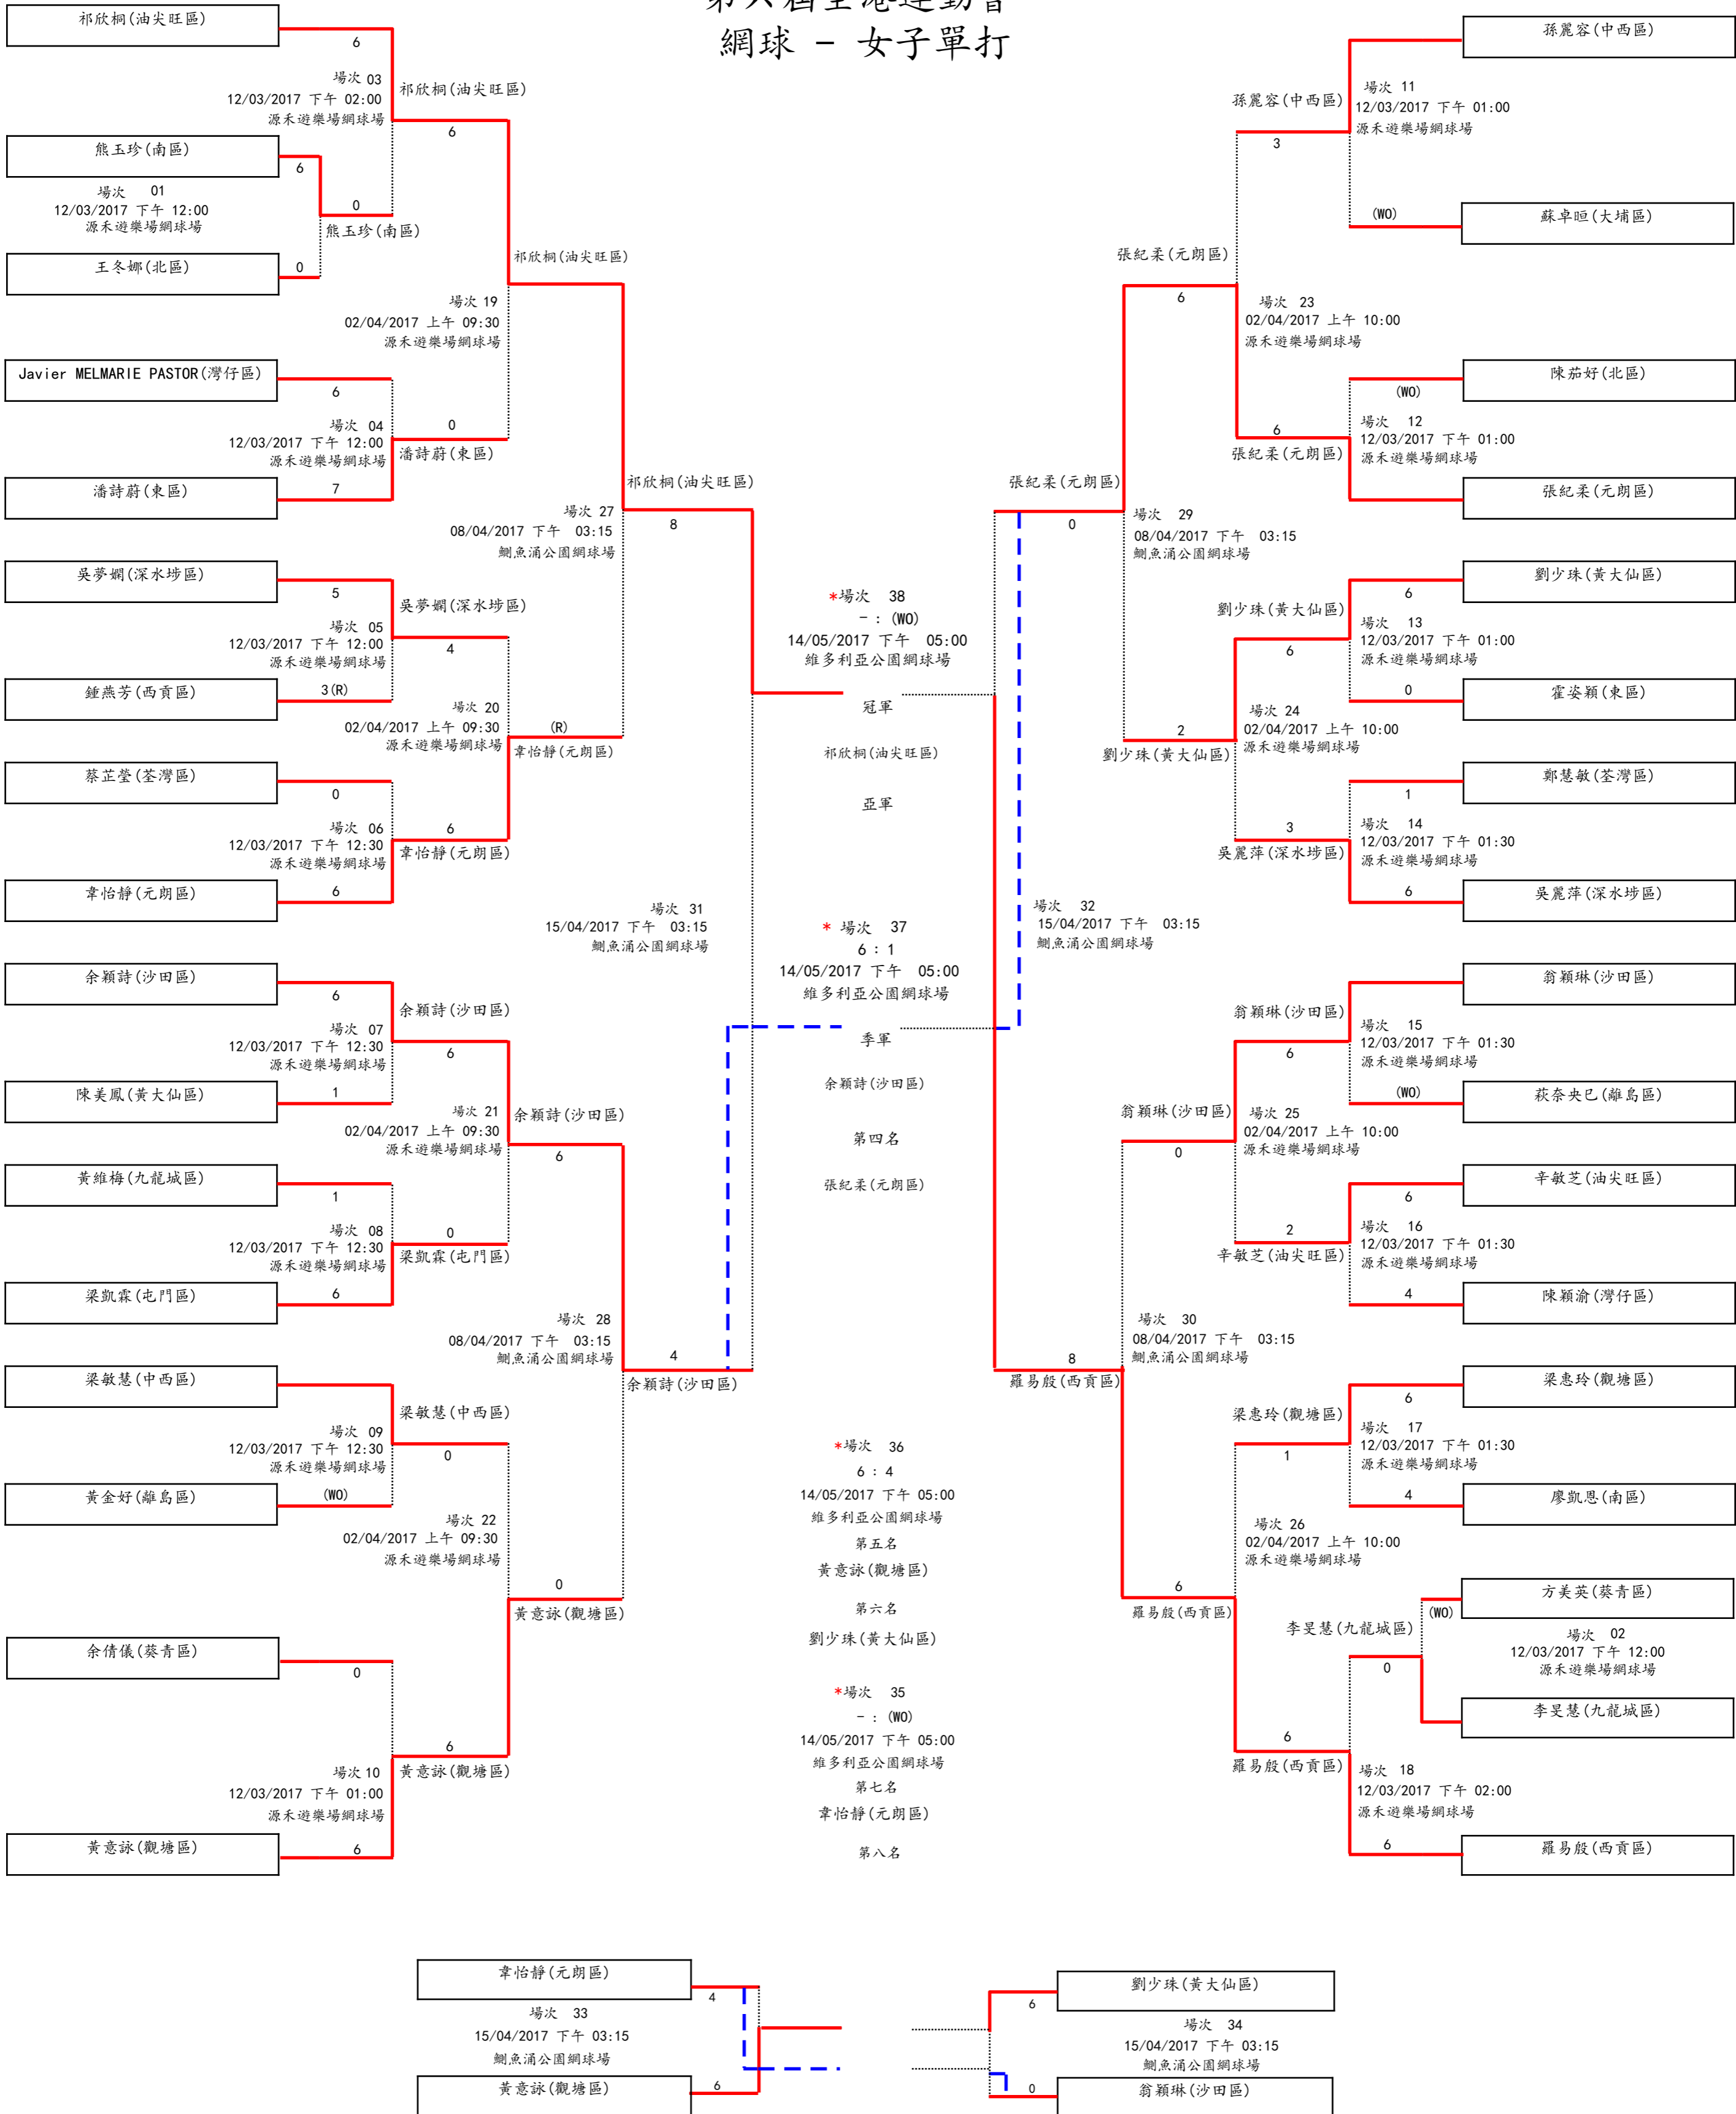 第六屆全港運動會
網球 - 女子單打
祁欣桐(油尖旺區)
6
場次 03
12/03/2017 下午 02:00
源禾遊樂場網球場
祁欣桐(油尖旺區)
6
熊玉珍(南區)
6
場次 01
12/03/2017 下午 12:00
源禾遊樂場網球場
0
熊玉珍(南區)
王冬娜(北區)
0
祁欣桐(油尖旺區)
場次 19
02/04/2017 上午 09:30
源禾遊樂場網球場
Javier MELMARIE PASTOR(灣仔區)
6
場次 04
12/03/2017 下午 12:00
源禾遊樂場網球場
0
潘詩蔚(東區)
潘詩蔚(東區)
7
祁欣桐(油尖旺區)
8
場次 27
08/04/2017 下午 03:15
鰂魚涌公園網球場
吳夢嫻(深水埗區)
5
吳夢嫻(深水埗區)
4
場次 05
12/03/2017 下午 12:00
源禾遊樂場網球場
鍾燕芳(西貢區)
3(R)
場次 20
02/04/2017 上午 09:30
源禾遊樂場網球場
(R)
韋怡靜(元朗區)
蔡芷瑩(荃灣區)
0
場次 06
12/03/2017 下午 12:30
源禾遊樂場網球場
6
韋怡靜(元朗區)
韋怡靜(元朗區)
6
場次 31
15/04/2017 下午 03:15
鰂魚涌公園網球場
余穎詩(沙田區)
6
余穎詩(沙田區)
6
場次 07
12/03/2017 下午 12:30
源禾遊樂場網球場
陳美鳳(黃大仙區)
1
場次 21
02/04/2017 上午 09:30
源禾遊樂場網球場
余穎詩(沙田區)
6
黃維梅(九龍城區)
1
場次 08
12/03/2017 下午 12:30
源禾遊樂場網球場
0
梁凱霖(屯門區)
梁凱霖(屯門區)
6
場次 28
08/04/2017 下午 03:15
鰂魚涌公園網球場
4
余穎詩(沙田區)
梁敏慧(中西區)
梁敏慧(中西區)
0
場次 09
12/03/2017 下午 12:30
源禾遊樂場網球場
黃金好(離島區)
(WO)
場次 22
02/04/2017 上午 09:30
源禾遊樂場網球場
0
黃意詠(觀塘區)
余倩儀(葵青區)
0
6
黃意詠(觀塘區)
場次 10
12/03/2017 下午 01:00
源禾遊樂場網球場
黃意詠(觀塘區)
6
*場次 38
- : (WO)
14/05/2017 下午 05:00
維多利亞公園網球場
冠軍
祁欣桐(油尖旺區)
亞軍
* 場次 37
6 : 1
14/05/2017 下午 05:00
維多利亞公園網球場
季軍
余穎詩(沙田區)
第四名
張紀柔(元朗區)
*場次 36
6 : 4
14/05/2017 下午 05:00
維多利亞公園網球場
第五名
黃意詠(觀塘區)
第六名
劉少珠(黃大仙區)
*場次 35
- : (WO)
14/05/2017 下午 05:00
維多利亞公園網球場
第七名
韋怡靜(元朗區)
第八名
孫麗容(中西區)
場次 11
12/03/2017 下午 01:00
源禾遊樂場網球場
孫麗容(中西區)
3
(WO)
蘇卓晅(大埔區)
張紀柔(元朗區)
6
場次 23
02/04/2017 上午 10:00
源禾遊樂場網球場
陳茄好(北區)
(WO)
場次 12
12/03/2017 下午 01:00
源禾遊樂場網球場
6
張紀柔(元朗區)
張紀柔(元朗區)
張紀柔(元朗區)
0
場次 29
08/04/2017 下午 03:15
鰂魚涌公園網球場
劉少珠(黃大仙區)
6
劉少珠(黃大仙區)
6
場次 13
12/03/2017 下午 01:00
源禾遊樂場網球場
0
霍姿穎(東區)
場次 24
02/04/2017 上午 10:00
源禾遊樂場網球場
2
劉少珠(黃大仙區)
鄭慧敏(荃灣區)
1
場次 14
12/03/2017 下午 01:30
源禾遊樂場網球場
3
吳麗萍(深水埗區)
6
吳麗萍(深水埗區)
場次 32
15/04/2017 下午 03:15
鰂魚涌公園網球場
翁穎琳(沙田區)
翁穎琳(沙田區)
6
場次 15
12/03/2017 下午 01:30
源禾遊樂場網球場
(WO)
萩奈央巳(離島區)
翁穎琳(沙田區)
0
場次 25
02/04/2017 上午 10:00
源禾遊樂場網球場
辛敏芝(油尖旺區)
6
2
辛敏芝(油尖旺區)
場次 16
12/03/2017 下午 01:30
源禾遊樂場網球場
4
陳穎渝(灣仔區)
場次 30
08/04/2017 下午 03:15
鰂魚涌公園網球場
8
羅易殷(西貢區)
梁惠玲(觀塘區)
6
梁惠玲(觀塘區)
1
場次 17
12/03/2017 下午 01:30
源禾遊樂場網球場
4
廖凱恩(南區)
場次 26
02/04/2017 上午 10:00
源禾遊樂場網球場
6
羅易殷(西貢區)
方美英(葵青區)
(WO)
李旻慧(九龍城區)
0
場次 02
12/03/2017 下午 12:00
源禾遊樂場網球場
李旻慧(九龍城區)
6
羅易殷(西貢區)
場次 18
12/03/2017 下午 02:00
源禾遊樂場網球場
6
羅易殷(西貢區)
韋怡靜(元朗區)
4
場次 33
15/04/2017 下午 03:15
鰂魚涌公園網球場
黃意詠(觀塘區)
6
劉少珠(黃大仙區)
6
場次 34
15/04/2017 下午 03:15
鰂魚涌公園網球場
0
翁穎琳(沙田區)